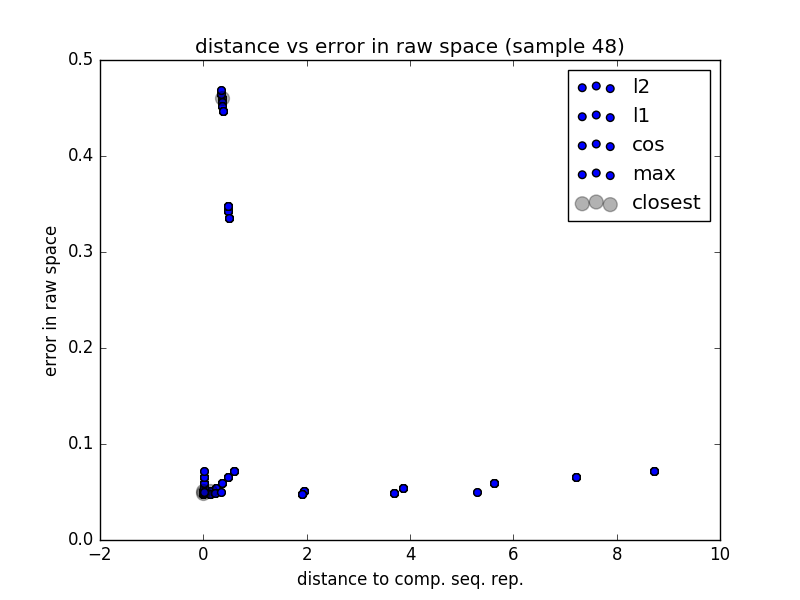 distance vs error in raw space (sample 48)
0.5
0.4
0.3
0.2
0.1
0.0
error in raw space
l2
l1
cos
max
closest
−2
0
2
4
6
8
10
distance to comp. seq. rep.